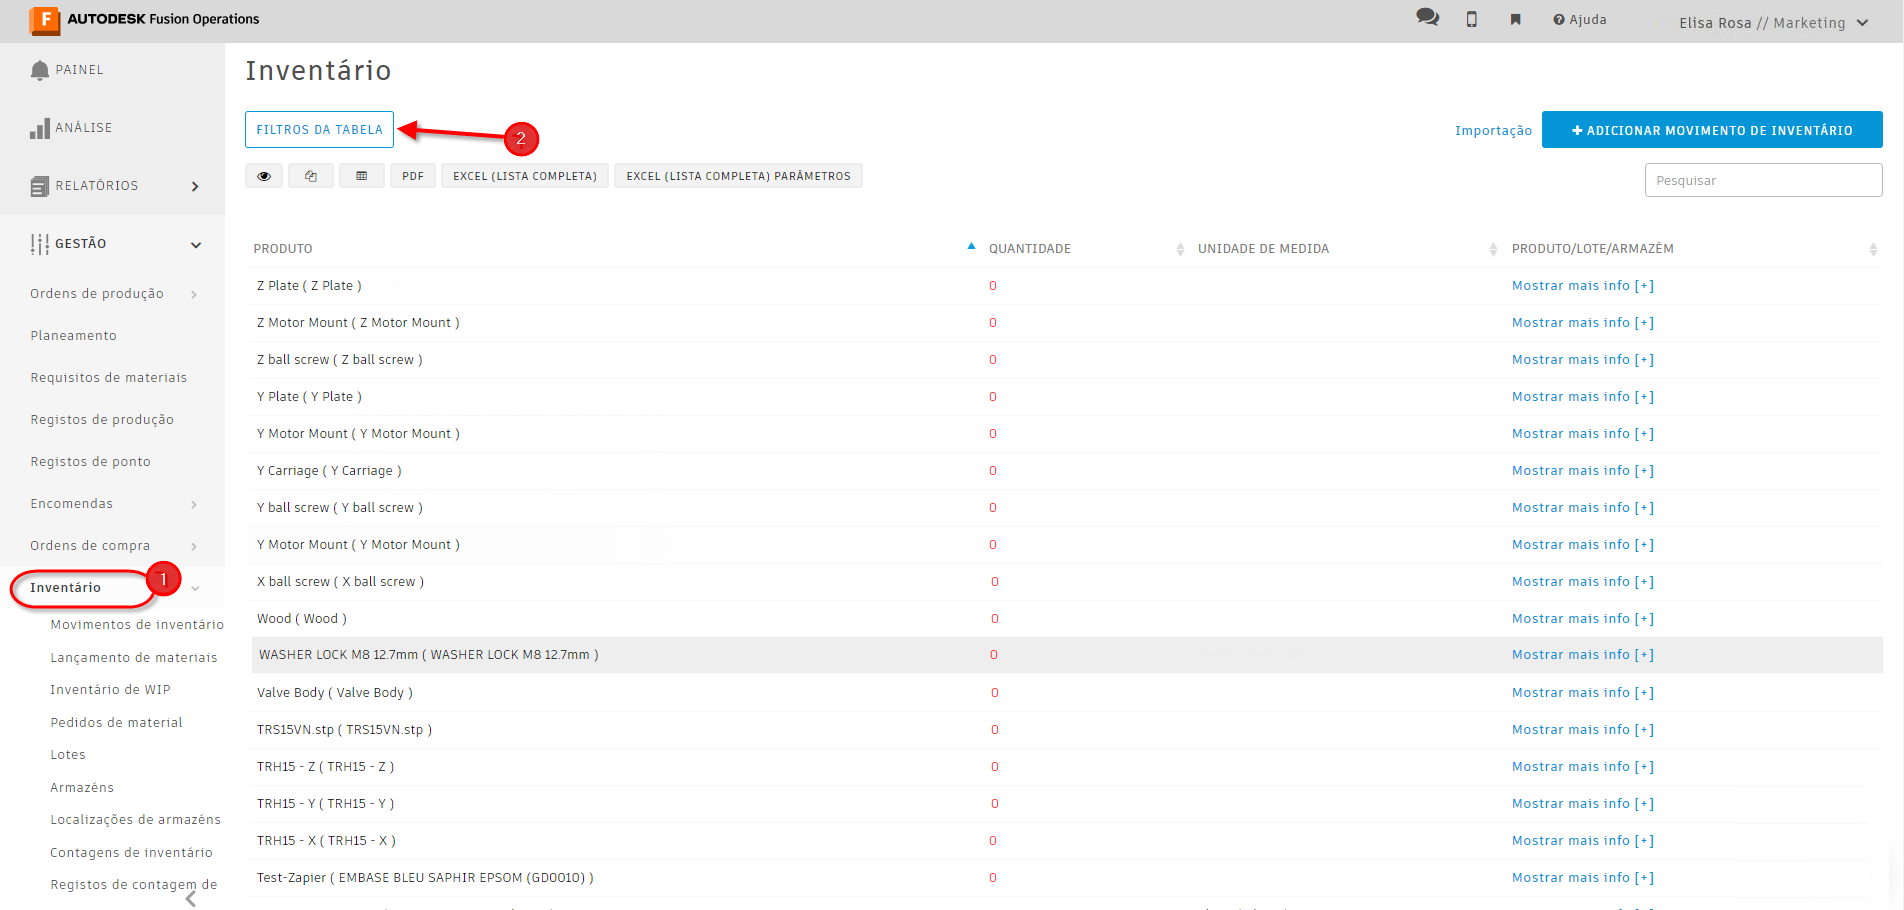 F AUTODESK Fusion Operations
Ajuda
Elisa Rosa // Marketing
PAINEL
ANÁLISE
RELATÓRIOS
GESTÃO
Ordens de produção
Planeamento
Requisitos de materiais
Registos de produção
Registos de ponto
Encomendas
Ordens de compra
Inventário
1
Movimentos de inventário
Lançamento de materiais
Inventário de WIP
Pedidos de material
Lotes
Armazéns
Localizações de armazéns
Contagens de inventário
Registos de contagem de
Inventário
FILTROS DA TABELA
2
Importação
+ ADICIONAR MOVIMENTO DE INVENTÁRIO
PDF
EXCEL (LISTA COMPLETA)
EXCEL (LISTA COMPLETA) PARÂMETROS
Pesquisar
PRODUTO QUANTIDADE UNIDADE DE MEDIDA PRODUTO/LOTE/ARMAZÉM
Z Plate ( Z Plate ) 0 Mostrar mais info [+]
Z Motor Mount ( Z Motor Mount ) 0 Mostrar mais info [+]
Z ball screw ( Z ball screw ) 0 Mostrar mais info [+]
Y Plate ( Y Plate ) 0 Mostrar mais info [+]
Y Motor Mount ( Y Motor Mount ) 0 Mostrar mais info [+]
Y Carriage ( Y Carriage ) 0 Mostrar mais info [+]
Y ball screw ( Y ball screw ) 0 Mostrar mais info [+]
Y Motor Mount ( Y Motor Mount ) 0 Mostrar mais info [+]
X ball screw ( X ball screw ) 0 Mostrar mais info [+]
Wood ( Wood ) 0 Mostrar mais info [+]
WASHER LOCK M8 12.7mm ( WASHER LOCK M8 12.7mm ) 0 Mostrar mais info [+]
Valve Body ( Valve Body ) 0 Mostrar mais info [+]
TRS15VN.stp ( TRS15VN.stp ) 0 Mostrar mais info [+]
TRH15 - Z ( TRH15 - Z ) 0 Mostrar mais info [+]
TRH15 - Y ( TRH15 - Y ) 0 Mostrar mais info [+]
TRH15 - X ( TRH15 - X ) 0 Mostrar mais info [+]
Test-Zapier ( EMBASE BLEU SAPHIR EPSOM (GD0010) ) 0 Mostrar mais info [+]